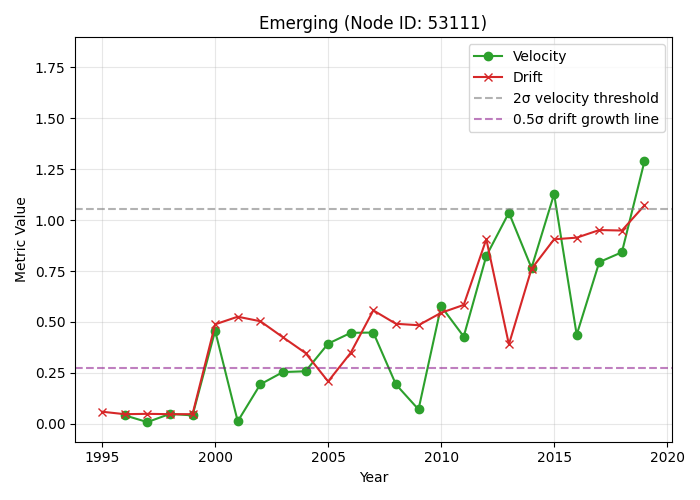 Emerging (Node ID: 53111)
Velocity
Drift
2σ velocity threshold
0.5σ drift growth line
Metric Value
1.75
1.50
1.25
1.00
0.75
0.50
0.25
0.00
1995
2000
2005
2010
2015
2020
Year